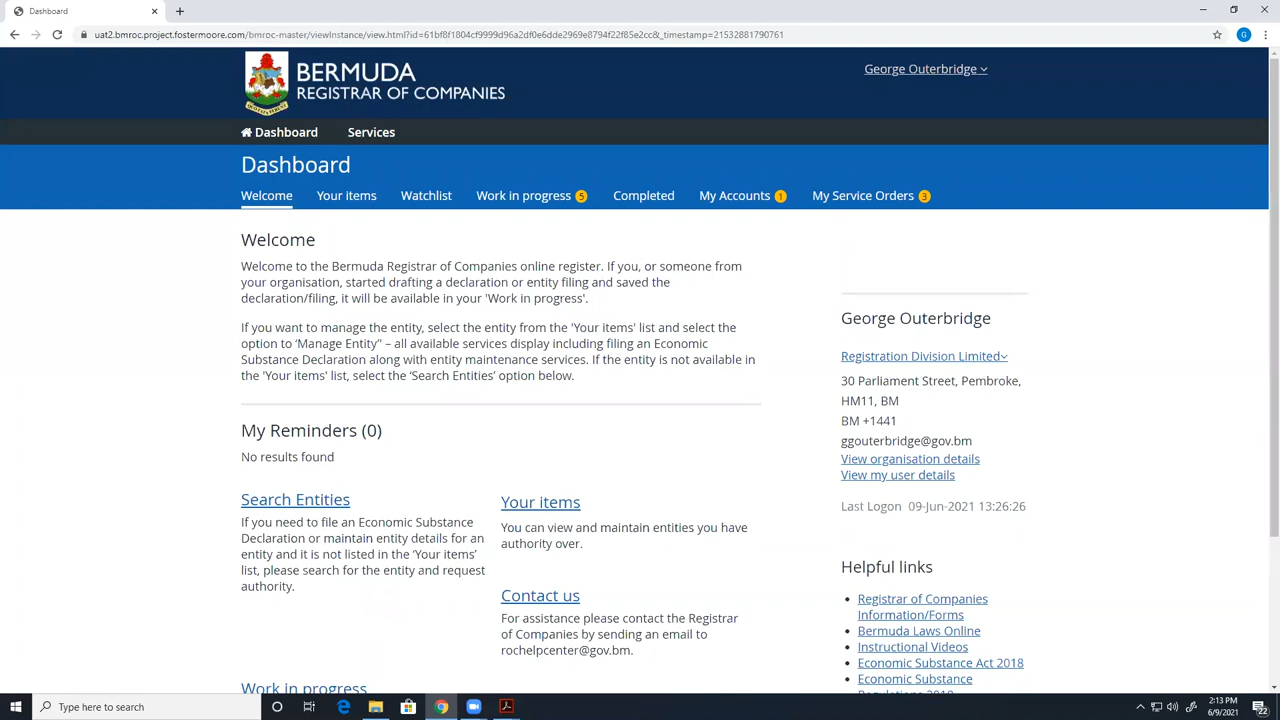 Dashboard
uat2.bmroc.project.fostermoore.com/bmroc-master/viewInstance/view.html?id=61bf8f1804cf9999d96a2df0e6dde2969e8794f22f85e2cc&_timestamp=21532881790761
G
BERMUDA
REGISTRAR OF COMPANIES
George Outerbridge
Dashboard Services
Dashboard
Welcome Your items Watchlist Work in progress 5 Completed My Accounts 1 My Service Orders 3
Welcome
Welcome to the Bermuda Registrar of Companies online register. If you, or someone from
your organisation, started drafting a declaration or entity filing and saved the
declaration/filing, it will be available in your 'Work in progress'.
If you want to manage the entity, select the entity from the 'Your items' list and select the
option to ‘Manage Entity” – all available services display including filing an Economic
Substance Declaration along with entity maintenance services. If the entity is not available in
the 'Your items' list, select the ‘Search Entities’ option below.
My Reminders (0)
No results found
Search Entities
If you need to file an Economic Substance
Declaration or maintain entity details for an
entity and it is not listed in the ‘Your items’
list, please search for the entity and request
authority.
Your items
You can view and maintain entities you have
authority over.
Contact us
For assistance please contact the Registrar
of Companies by sending an email to
rochelpcenter@gov.bm.
Work in progress
George Outerbridge
Registration Division Limited
30 Parliament Street, Pembroke,
HM11, BM
BM +1441
ggouterbridge@gov.bm
View organisation details
View my user details
Last Logon 09-Jun-2021 13:26:26
Helpful links
Registrar of Companies
Information/Forms
Bermuda Laws Online
Instructional Videos
Economic Substance Act 2018
Economic Substance
Regulations 2018
Type here to search
2:13 PM
6/9/2021
22